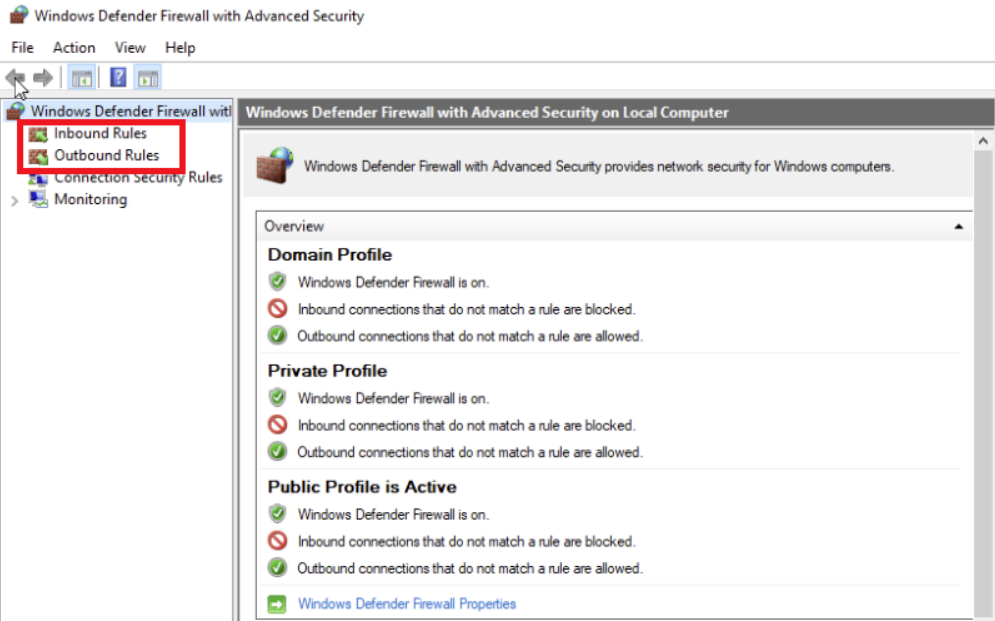 Windows Defender Firewall with Advanced Security
File Action View Help
Windows Defender Firewall with
Inbound Rules
Outbound Rules
Connection Security Rules
Monitoring
Windows Defender Firewall with Advanced Security on Local Computer
Windows Defender Firewall with Advanced Security provides network security for Windows computers.
Overview
Domain Profile
Windows Defender Firewall is on.
Inbound connections that do not match a rule are blocked.
Outbound connections that do not match a rule are allowed.
Private Profile
Windows Defender Firewall is on.
Inbound connections that do not match a rule are blocked.
Outbound connections that do not match a rule are allowed.
Public Profile is Active
Windows Defender Firewall is on.
Inbound connections that do not match a rule are blocked.
Outbound connections that do not match a rule are allowed.
Windows Defender Firewall Properties